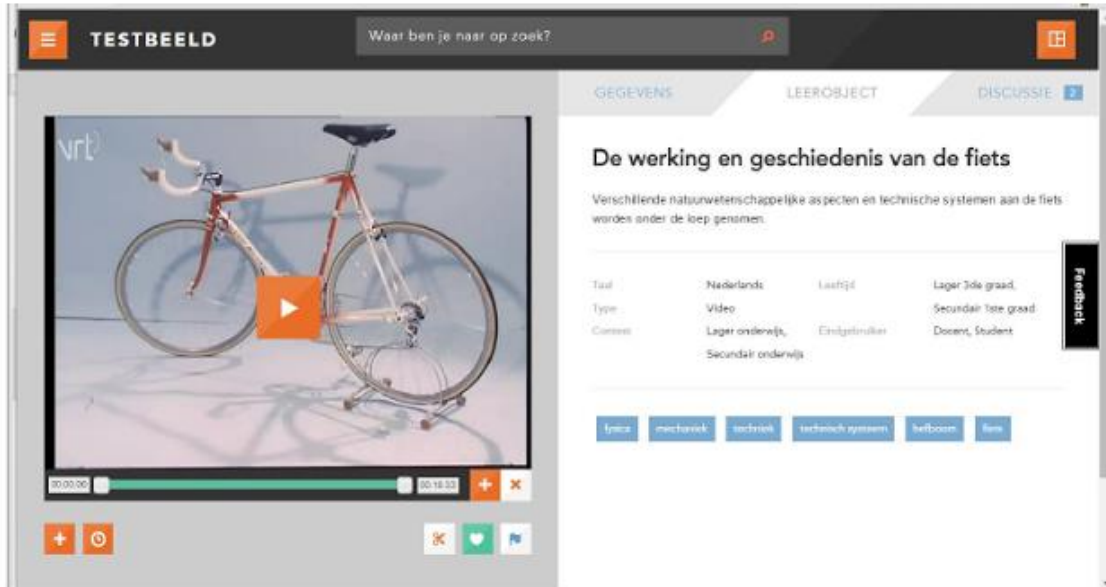 TESTBEELD
Waar ben je naar op zoek?
GEGEVENS
LEEROBJECT
DISCUSSIE 2
vrt
De werking en geschiedenis van de fiets
Verschillende natuurwetenschappelijke aspecten en technische systemen aan de fiets
worden onder de loep genomen.
Taal Nederlands Leeftijd Lager 3de graad,
Type Video Secundair 1ste graad
Context Lager onderwijs, Eindgebruiker Docent, Student
Secundair onderwijs
Feedback
fysica mechaniek techniek technisch systeem hefboom fiets
00:00:00